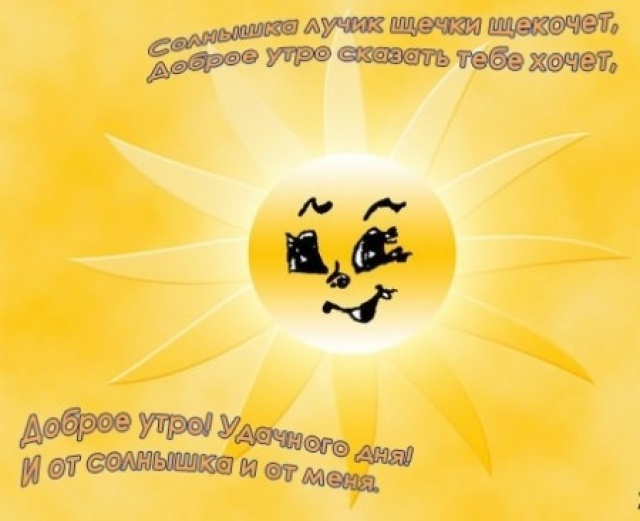 Солнышка лучик щечки щекочет,
Доброе утро сказать тебе хочет,
Доброе утро! Удачного дня!
И от солнышка и от меня.